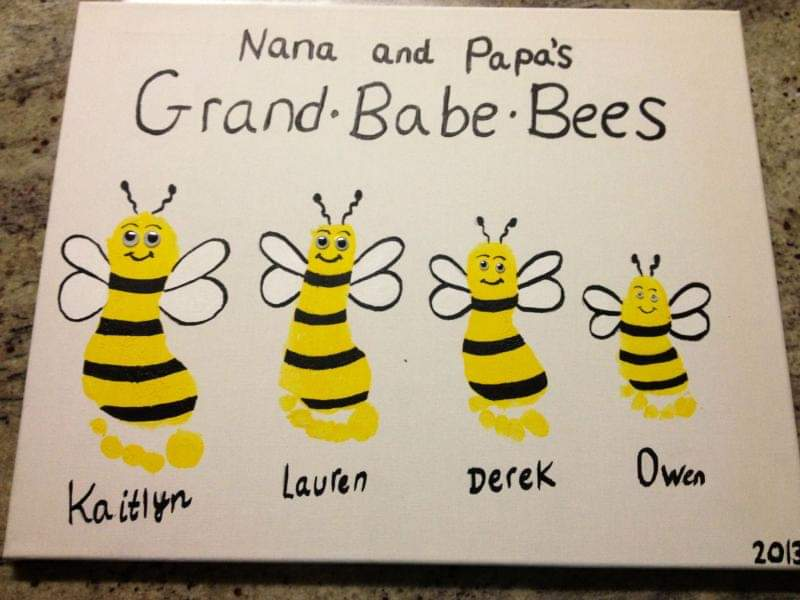 Nana and Papa's
Grand·Babe·Bees
Kaitlyn Lauren Derek Owen
2013